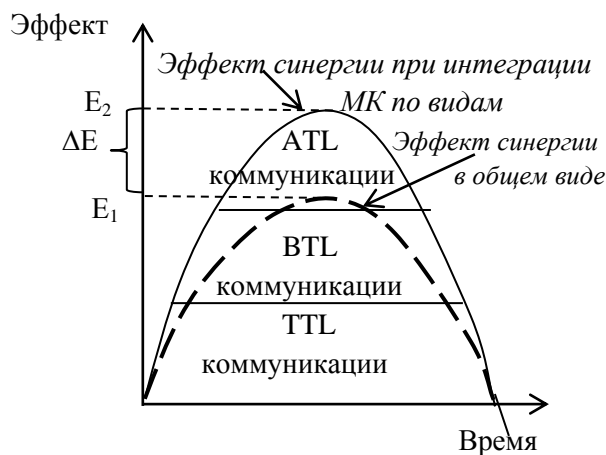 Эффект
Эффект синергии при интеграции
МК по видам
E₂
ΔE
E₁
Эффект синергии
в общем виде
ATL
коммуникации
BTL
коммуникации
TTL
коммуникации
Время